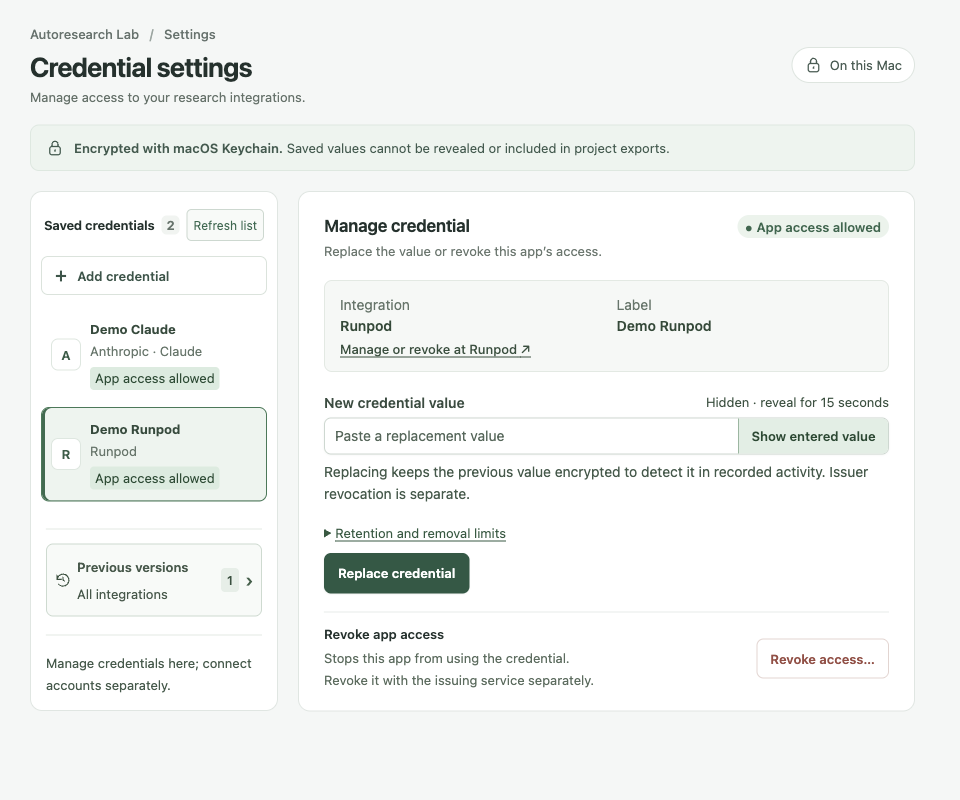 Autoresearch Lab / Settings
Credential settings
Manage access to your research integrations.
On this Mac
Encrypted with macOS Keychain. Saved values cannot be revealed or included in project exports.
Saved credentials 2 Refresh list
+ Add credential
A
Demo Claude
Anthropic · Claude
App access allowed
R
Demo Runpod
Runpod
App access allowed
Previous versions
All integrations
1 ›
Manage credentials here; connect
accounts separately.
Manage credential
● App access allowed
Replace the value or revoke this app's access.
Integration
Runpod
Manage or revoke at Runpod ↗
Label
Demo Runpod
New credential value
Hidden · reveal for 15 seconds
Paste a replacement value
Show entered value
Replacing keeps the previous value encrypted to detect it in recorded activity. Issuer
revocation is separate.
▶ Retention and removal limits
Replace credential
Revoke app access
Stops this app from using the credential.
Revoke it with the issuing service separately.
Revoke access...